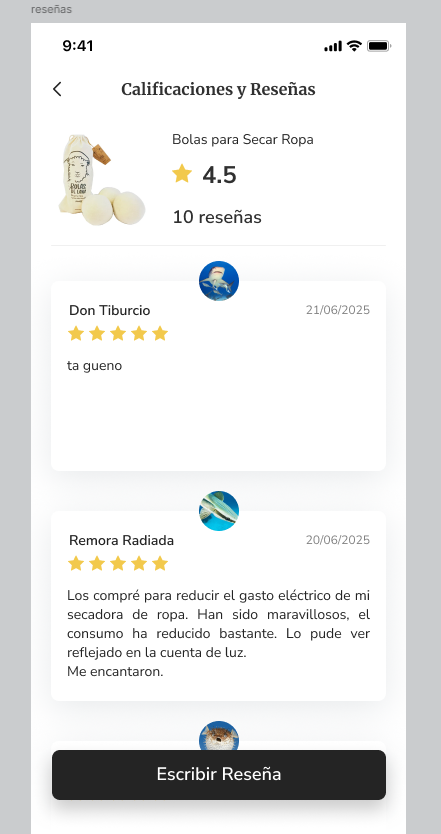 reseñas
9:41
Calificaciones y Reseñas
Bolas para Secar Ropa
4.5
10 reseñas
BOLAS
DE LANA
Don Tiburcio
21/06/2025
ta gueno
Remora Radiada
20/06/2025
Los compré para reducir el gasto eléctrico de mi
secadora de ropa. Han sido maravillosos, el
consumo ha reducido bastante. Lo pude ver
reflejado en la cuenta de luz.
Me encantaron.
Escribir Reseña